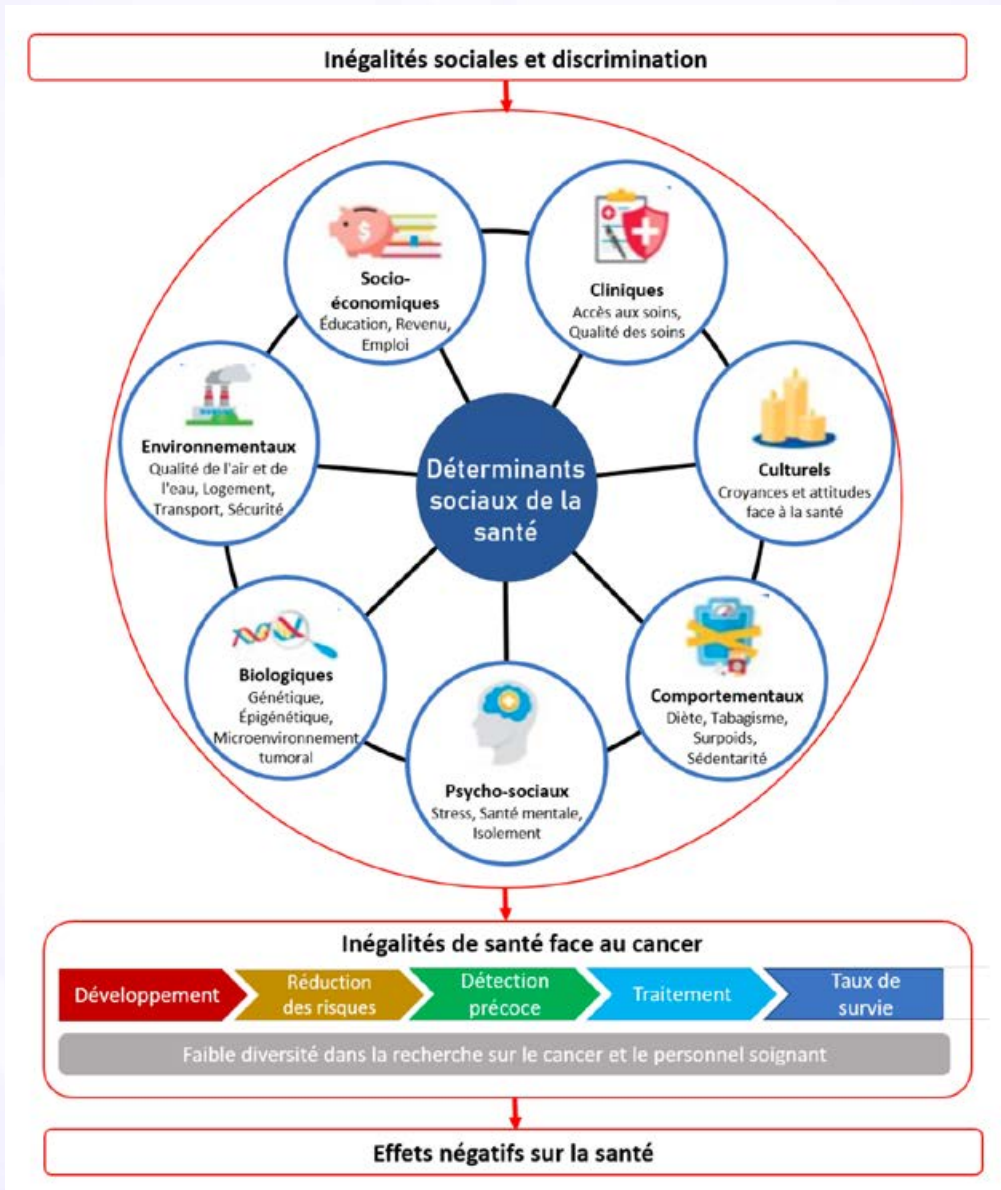 Inégalités sociales et discrimination
Socio-
économiques
Éducation, Revenu,
Emploi
Cliniques
Accès aux soins,
Qualité des soins
Environnementaux
Qualité de l'air et de
l'eau, Logement,
Transport, Sécurité
Déterminants
sociaux de la
santé
Culturels
Croyances et attitudes
face à la santé
Biologiques
Génétique,
Épigénétique,
Microenvironnement
tumoral
Psycho-sociaux
Stress, Santé mentale,
Isolement
Comportementaux
Diète, Tabagisme,
Surpoids,
Sédentarité
Inégalités de santé face au cancer
Développement
Réduction
des risques
Détection
précoce
Traitement
Taux de
survie
Faible diversité dans la recherche sur le cancer et le personnel soignant
Effets négatifs sur la santé